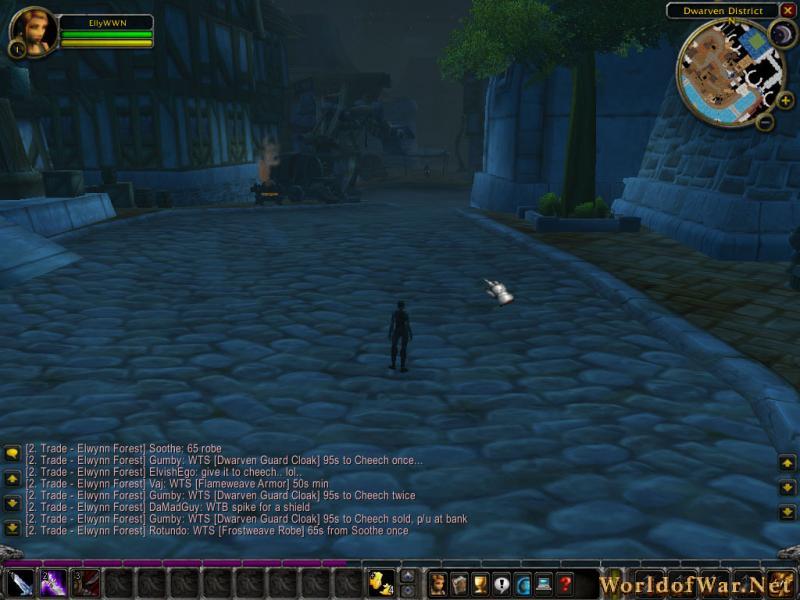 EllyWWN
Dwarven District
N
1
[2. Trade - Elwynn Forest] Soothe: 65 robe
[2. Trade - Elwynn Forest] Gumby: WTS [Dwarven Guard Cloak] 95s to Cheech once...
[2. Trade - Elwynn Forest] ElvishEgo: give it to cheech.. lol..
[2. Trade - Elwynn Forest] Vaj: WTS [Flameweave Armor] 50s min
[2. Trade - Elwynn Forest] Gumby: WTS [Dwarven Guard Cloak] 95s to Cheech twice
[2. Trade - Elwynn Forest] DaMadGuy: WTB spike for a shield
[2. Trade - Elwynn Forest] Gumby: WTS [Dwarven Guard Cloak] 95s to Cheech sold, p/u at bank
[2. Trade - Elwynn Forest] Rotundo: WTS [Frostweave Robe] 65s from Soothe once
2 3
WorldofWar.Net